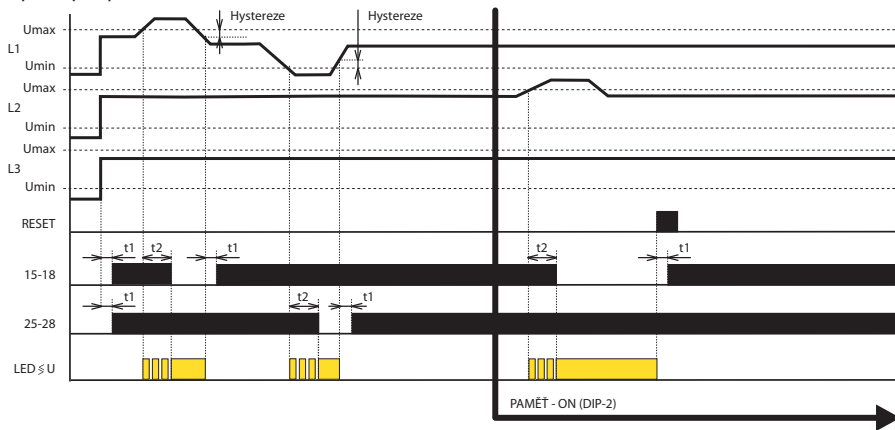 Hystereze
Hystereze
Umax
L1
Umin
Umax
L2
Umin
Umax
L3
Umin
RESET
t1
t2
t1
t2
t1
15-18
t1
t2
t1
25-28
LED ≤ U
PAMĚŤ - ON (DIP-2)